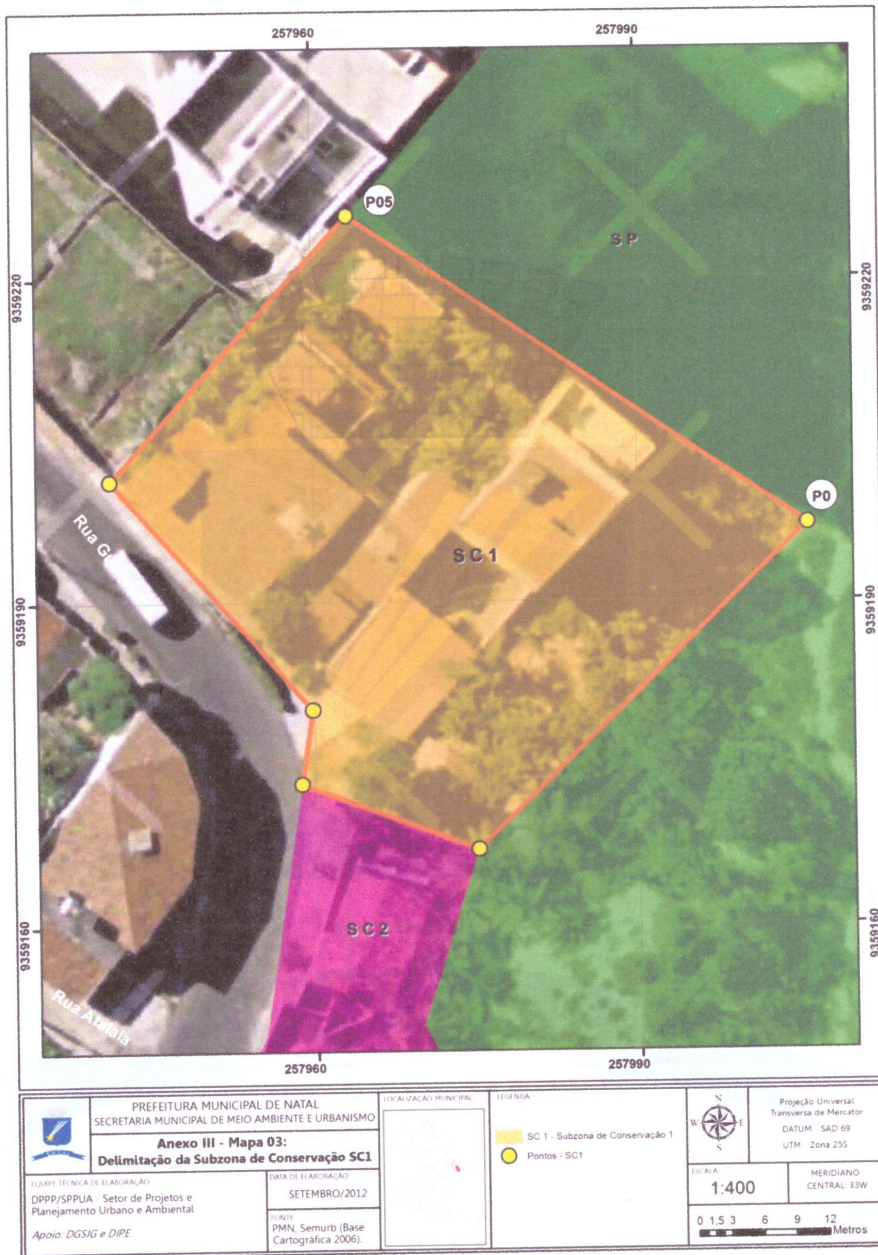 257960
257990
P05
SP
9359220
9359220
P0
Rua G
SC 1
9359190
9359190
SC 2
9359160
9359160
Rua
257960
257990
PREFEITURA MUNICIPAL DE NATAL
SECRETARIA MUNICIPAL DE MEIO AMBIENTE E URBANISMO
NATAL
Anexo III - Mapa 03:
Delimitação da Subzona de Conservação SC1
EQUIPE TÉCNICA DE ELABORAÇÃO
DPPP/SPPUA Setor de Projetos e
Planejamento Urbano e Ambiental
Apoio: DGSIG e DIPE.
DATA DE ELABORAÇÃO
SETEMBRO/2012
FONTE
PMN, Semurb (Base
Cartográfica 2006).
LOCALIZAÇÃO MUNICIPAL
LEGENDA
SC 1 - Subzona de Conservação 1
Pontos - SC1
N
W E
S
Projeção Universal
Transversa de Mercator
DATUM SAD 69
UTM Zona 25S
ESCALA
1:400
MERIDIANO
CENTRAL: 33W
0 1,5 3 6 9 12
Metros